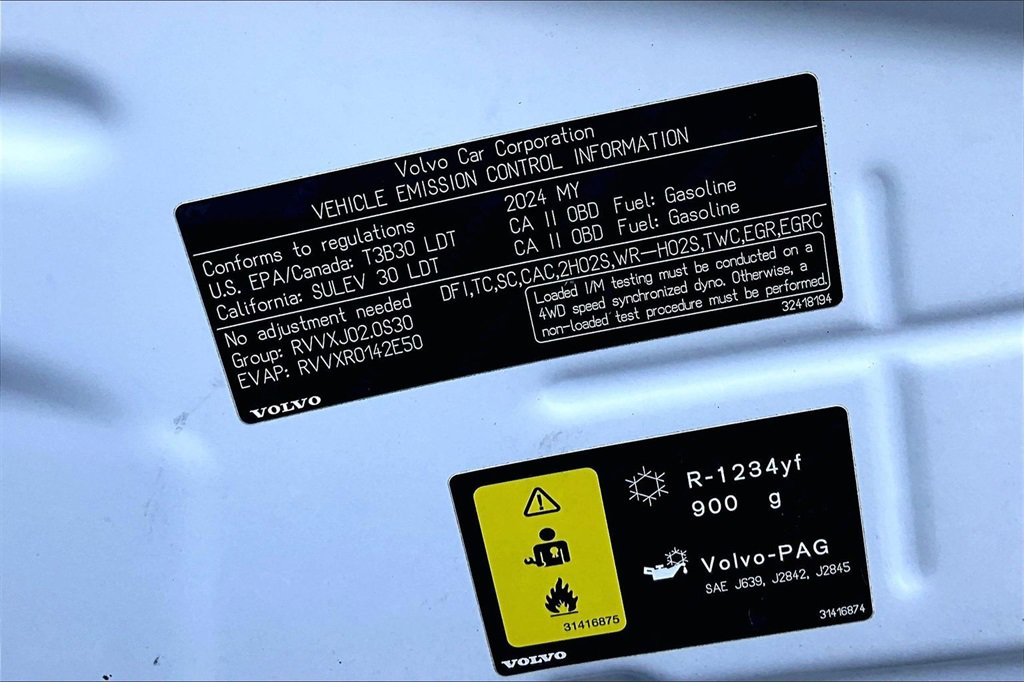 Volvo Car Corporation
VEHICLE EMISSION CONTROL INFORMATION
Conforms to regulations 2024 MY
U.S. EPA/Canada: T3B30 LDT CA II OBD Fuel: Gasoline
California: SULEV 30 LDT CA II OBD Fuel: Gasoline
No adjustment needed DFI,TC,SC,CAC,2HO2S,WR-HO2S,TWC,EGR,EGRC
Group: RVVXJ02.0S30
EVAP: RVVXR0142E50
Loaded I/M testing must be conducted on a
4WD speed synchronized dyno. Otherwise, a
non-loaded test procedure must be performed.
32418194
VOLVO
R-1234yf
900 g
Volvo-PAG
SAE J639, J2842, J2845
31416875
31416874
VOLVO